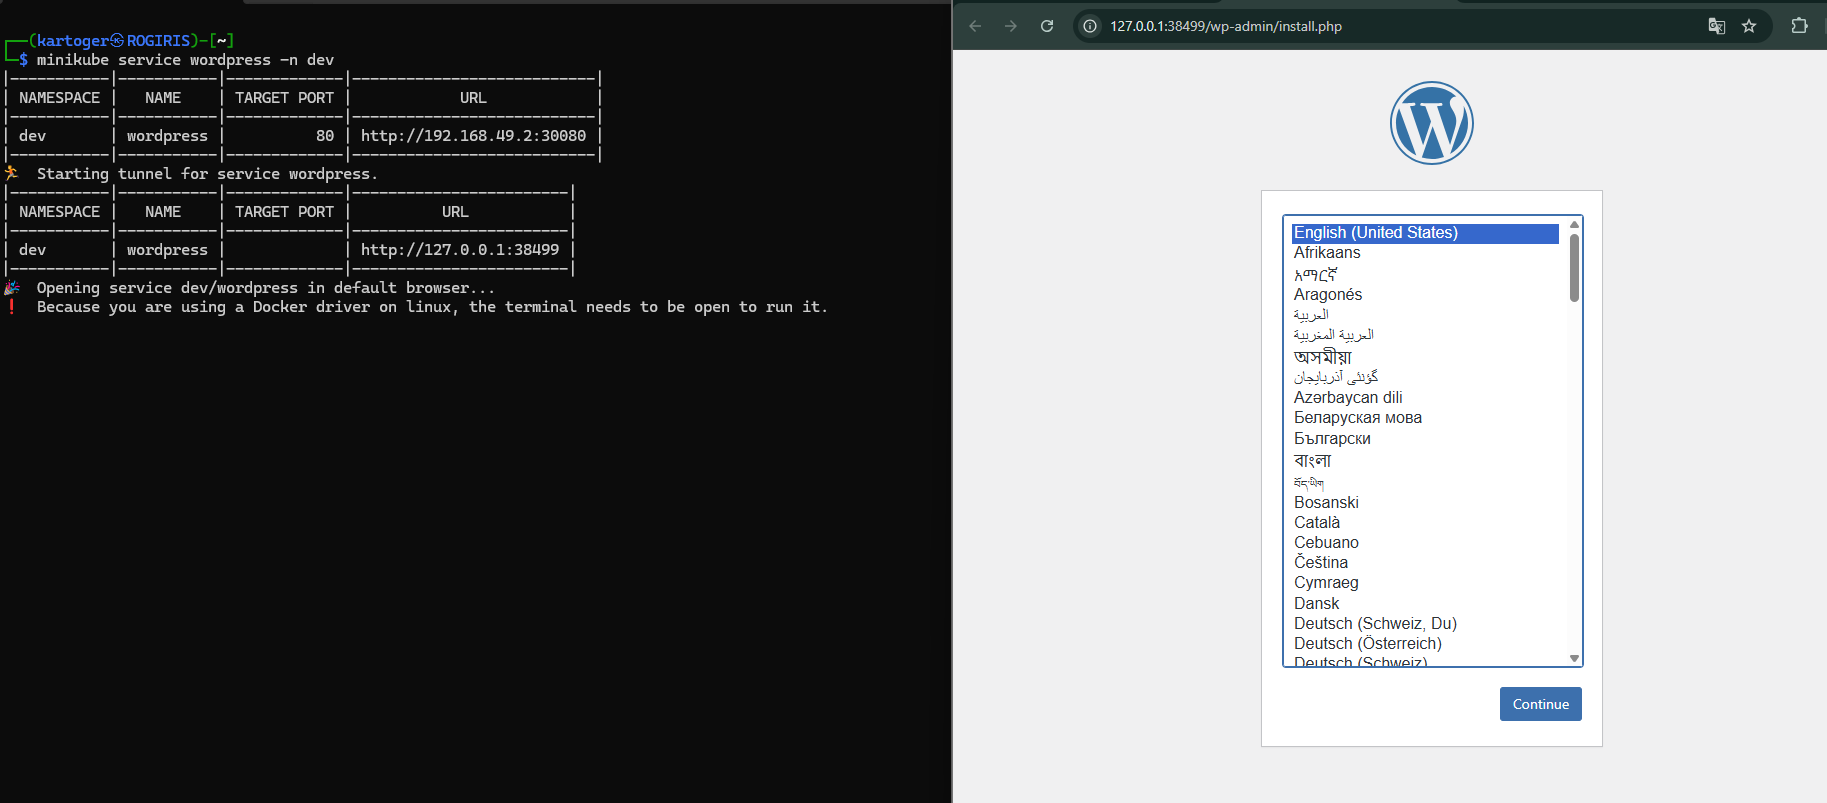 ┌──(kartoger㉿ROGIRIS)-[~]
└─$ minikube service wordpress -n dev
|-----------|-----------|-------------|---------------------------|
| NAMESPACE |   NAME    | TARGET PORT |            URL            |
|-----------|-----------|-------------|---------------------------|
| dev       | wordpress |          80 | http://192.168.49.2:30080 |
|-----------|-----------|-------------|---------------------------|
🏃  Starting tunnel for service wordpress.
|-----------|-----------|-------------|------------------------|
| NAMESPACE |   NAME    | TARGET PORT |          URL           |
|-----------|-----------|-------------|------------------------|
| dev       | wordpress |             | http://127.0.0.1:38499 |
|-----------|-----------|-------------|------------------------|
🎉  Opening service dev/wordpress in default browser...
❗  Because you are using a Docker driver on linux, the terminal needs to be open to run it.
127.0.0.1:38499/wp-admin/install.php
English (United States)
Afrikaans
አማርኛ
Aragonés
العربية
العربية المغربية
অসমীয়া
گؤنئی آذربایجان
Azərbaycan dili
Беларуская мова
Български
বাংলা
བོད་ཡིག
Bosanski
Català
Cebuano
Čeština
Cymraeg
Dansk
Deutsch (Schweiz, Du)
Deutsch (Österreich)
Deutsch (Schweiz)
Continue